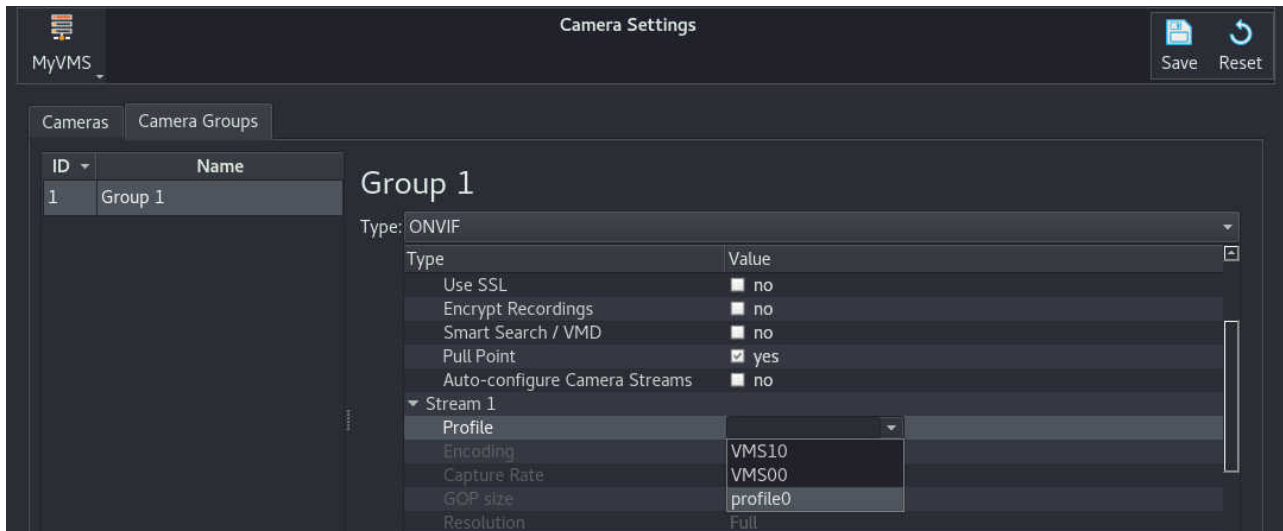 Camera Settings
MyVMS
Save Reset
Cameras Camera Groups
ID Name
1 Group 1
Group 1
Type: ONVIF
Type Value
Use SSL no
Encrypt Recordings no
Smart Search / VMD no
Pull Point yes
Auto-configure Camera Streams no
Stream 1
Profile
Encoding VMS10
Capture Rate VMS00
GOP size profile0
Resolution Full